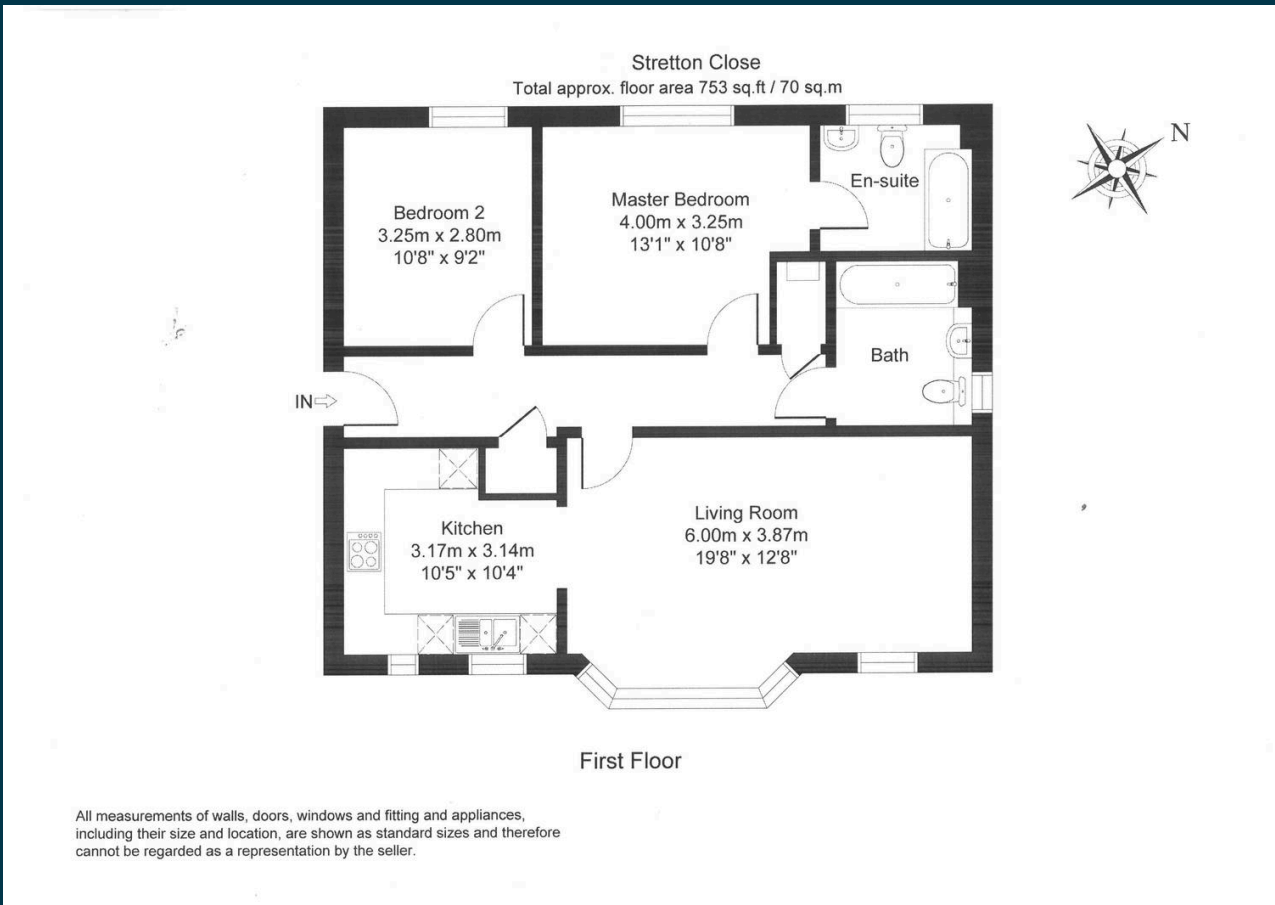 Stretton Close
Total approx. floor area 753 sq.ft / 70 sq.m
N
Bedroom 2
3.25m x 2.80m
10'8" x 9'2"
Master Bedroom
4.00m x 3.25m
13'1" x 10'8"
En-suite
Bath
IN
Kitchen
3.17m x 3.14m
10'5" x 10'4"
Living Room
6.00m x 3.87m
19'8" x 12'8"
First Floor
All measurements of walls, doors, windows and fitting and appliances,
including their size and location, are shown as standard sizes and therefore
cannot be regarded as a representation by the seller.